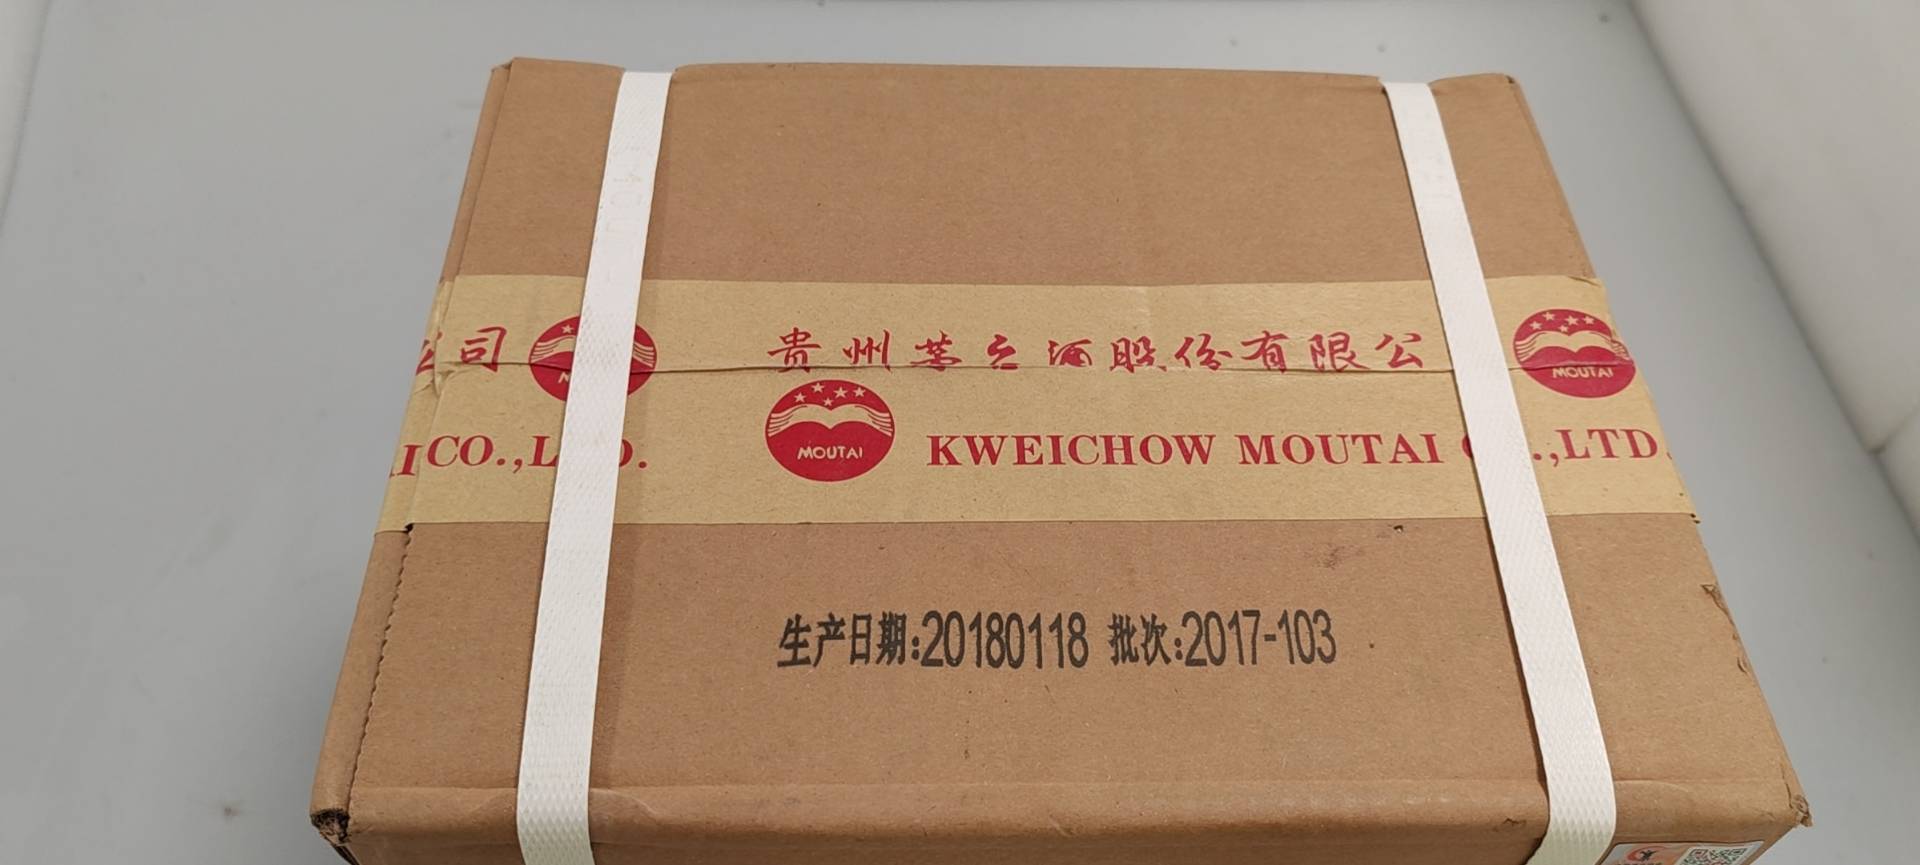 公司
贵州茅台酒股份有限公
MOUTAI
MOUTAI
CO.,L D.
KWEICHOW MOUTAI C .,LTD.
生产日期:20180118 批次:2017-103